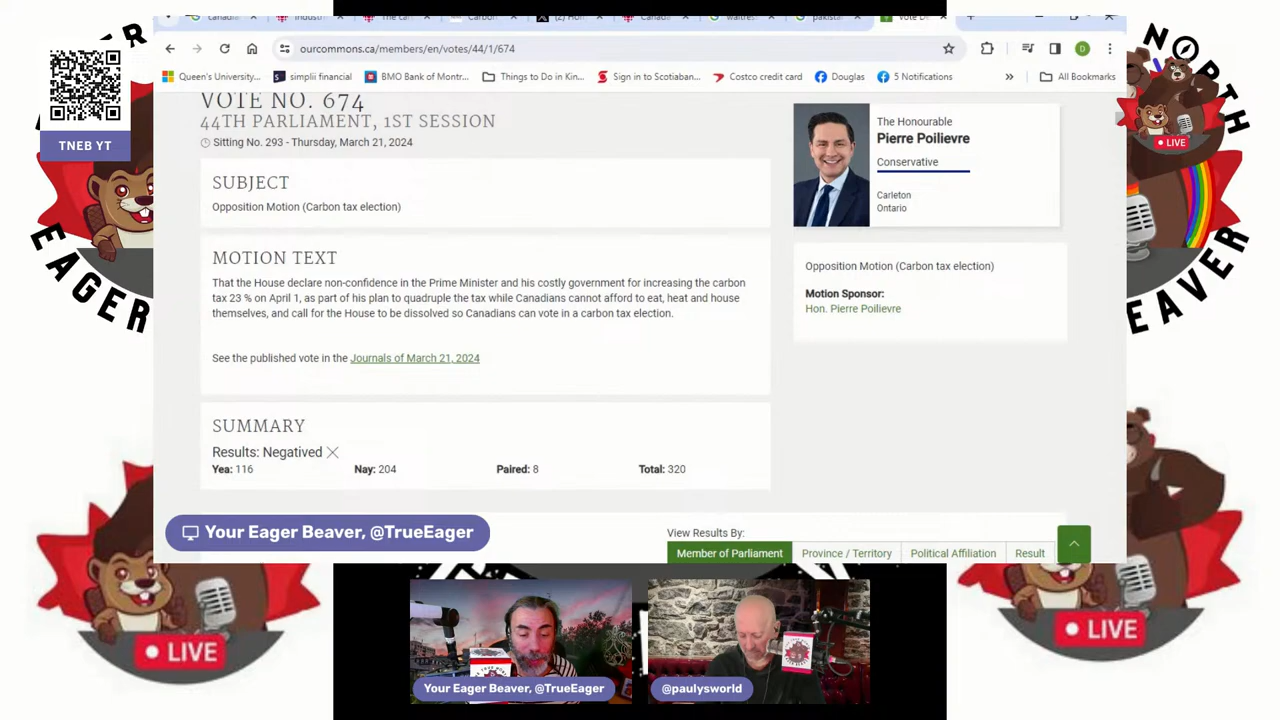 ourcommons.ca/members/en/votes/44/1/674
Queen's University... simplii financial BMO Bank of Montr... Things to Do in Kin... Sign in to Scotiaban... Costco credit card Douglas 5 Notifications » All Bookmarks
VOTE NO. 674
44TH PARLIAMENT, 1ST SESSION
Sitting No. 293 - Thursday, March 21, 2024
SUBJECT
Opposition Motion (Carbon tax election)
MOTION TEXT
That the House declare non-confidence in the Prime Minister and his costly government for increasing the carbon
tax 23 % on April 1, as part of his plan to quadruple the tax while Canadians cannot afford to eat, heat and house
themselves, and call for the House to be dissolved so Canadians can vote in a carbon tax election.
See the published vote in the Journals of March 21, 2024
SUMMARY
Results: Negatived
Yea: 116 Nay: 204 Paired: 8 Total: 320
The Honourable
Pierre Poilievre
Conservative
Carleton
Ontario
Opposition Motion (Carbon tax election)
Motion Sponsor:
Hon. Pierre Poilievre
View Results By:
Member of Parliament Province / Territory Political Affiliation Result
Your Eager Beaver, @TrueEager
TNEB YT
EAGER
NORTH
LIVE
EAVER
LIVE
LIVE
Your Eager Beaver, @TrueEager
@paulysworld